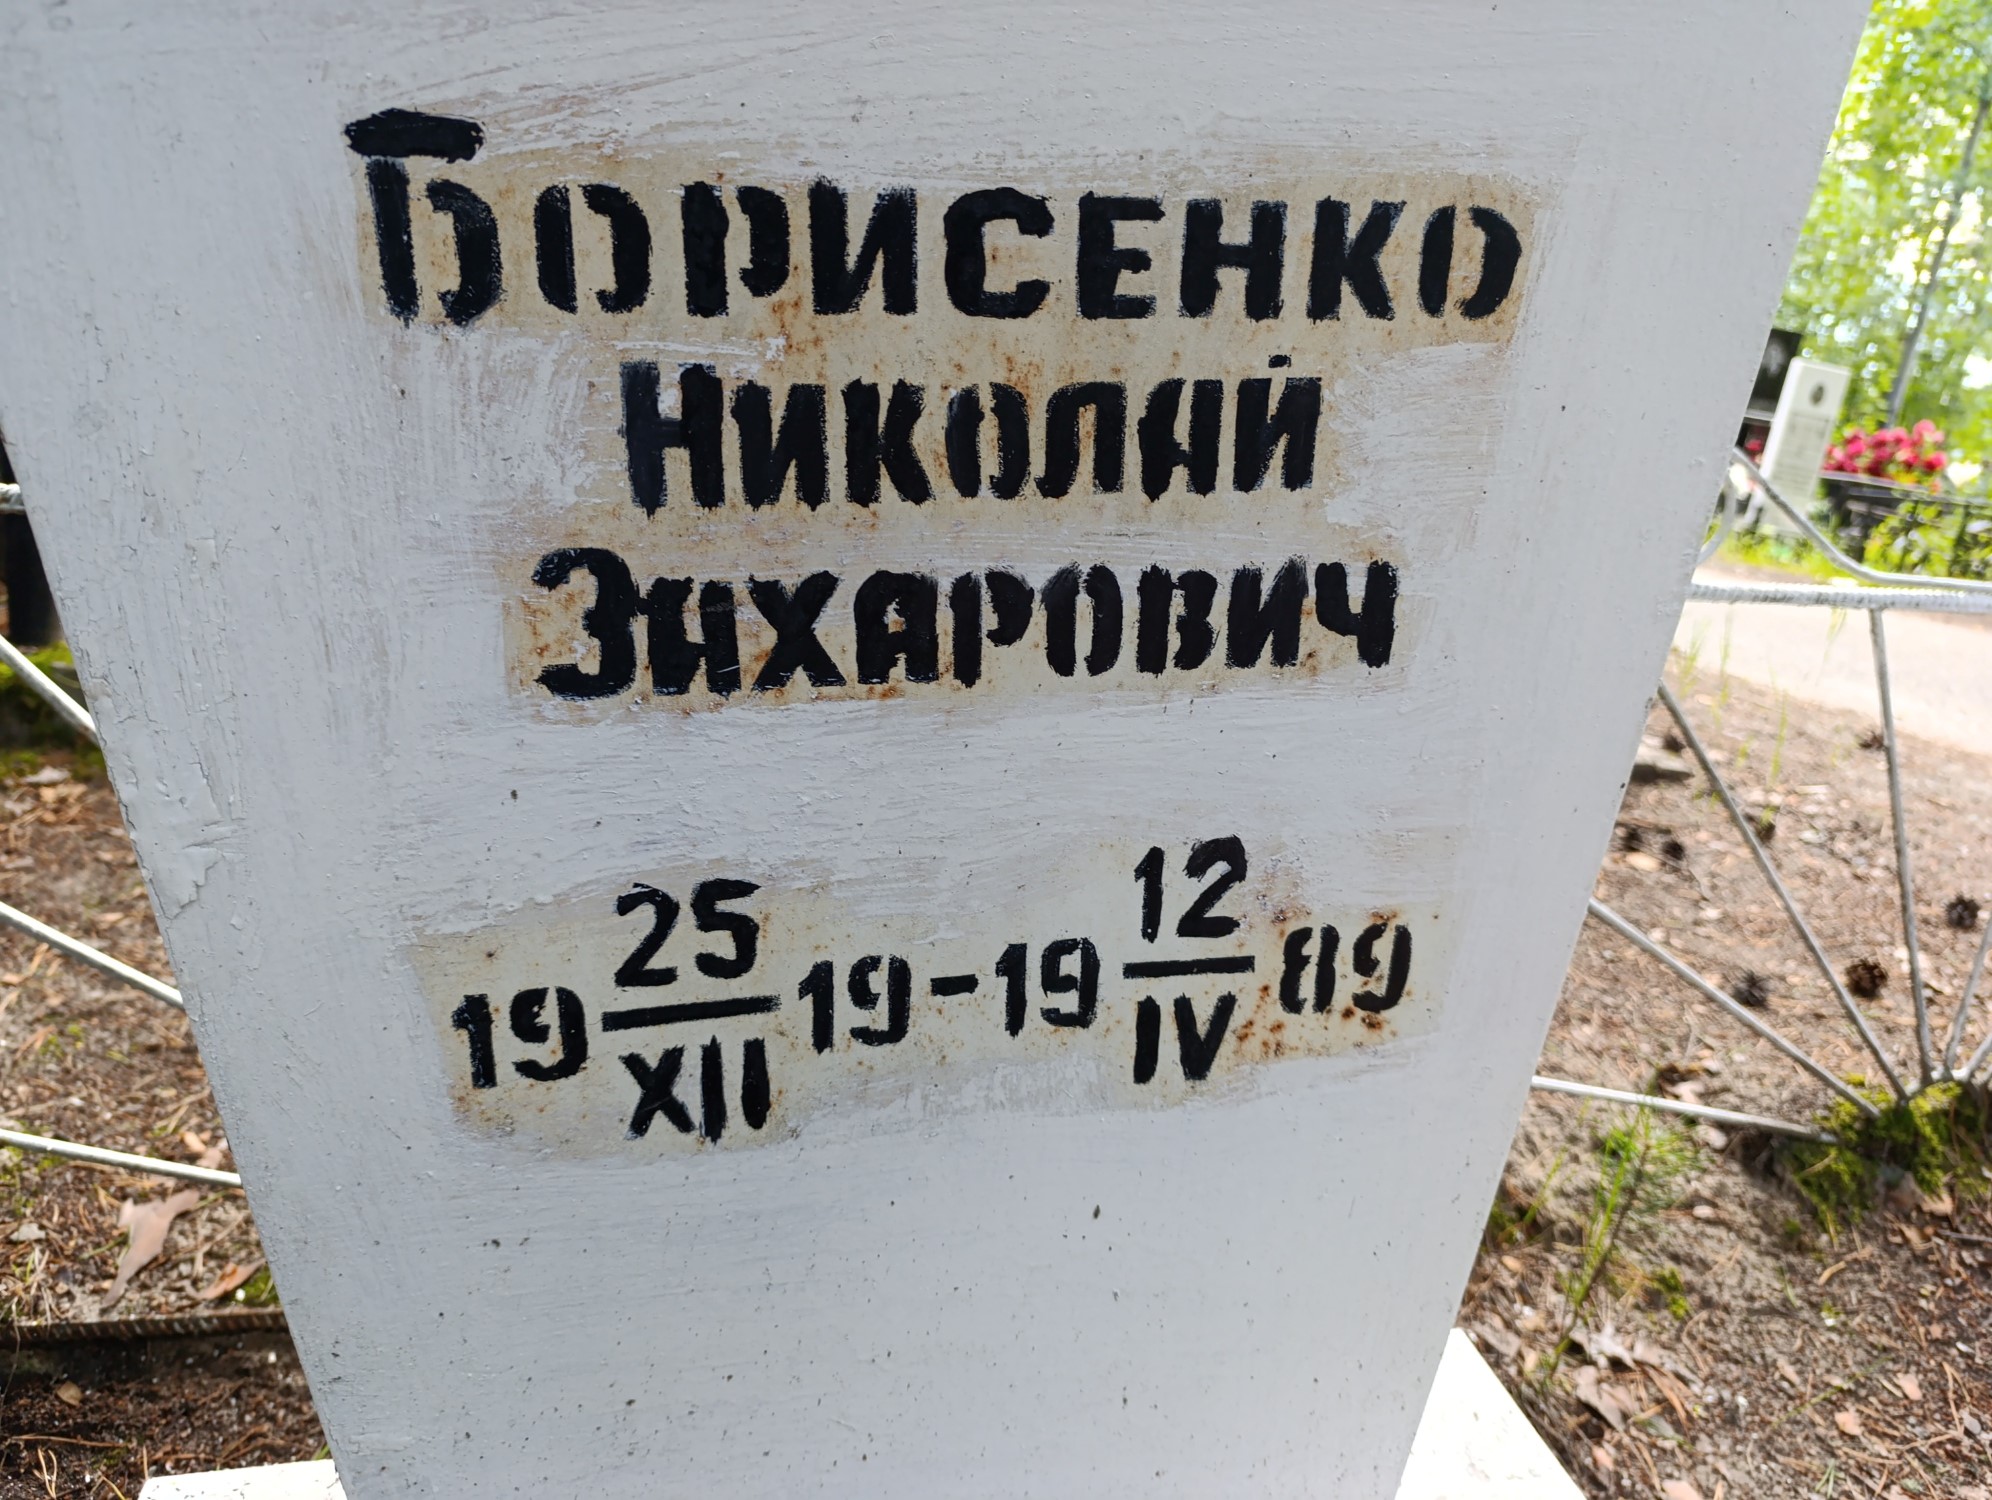 Борисенко
Николай
Захарович
19 25/XII 19 - 19 12/IV 89